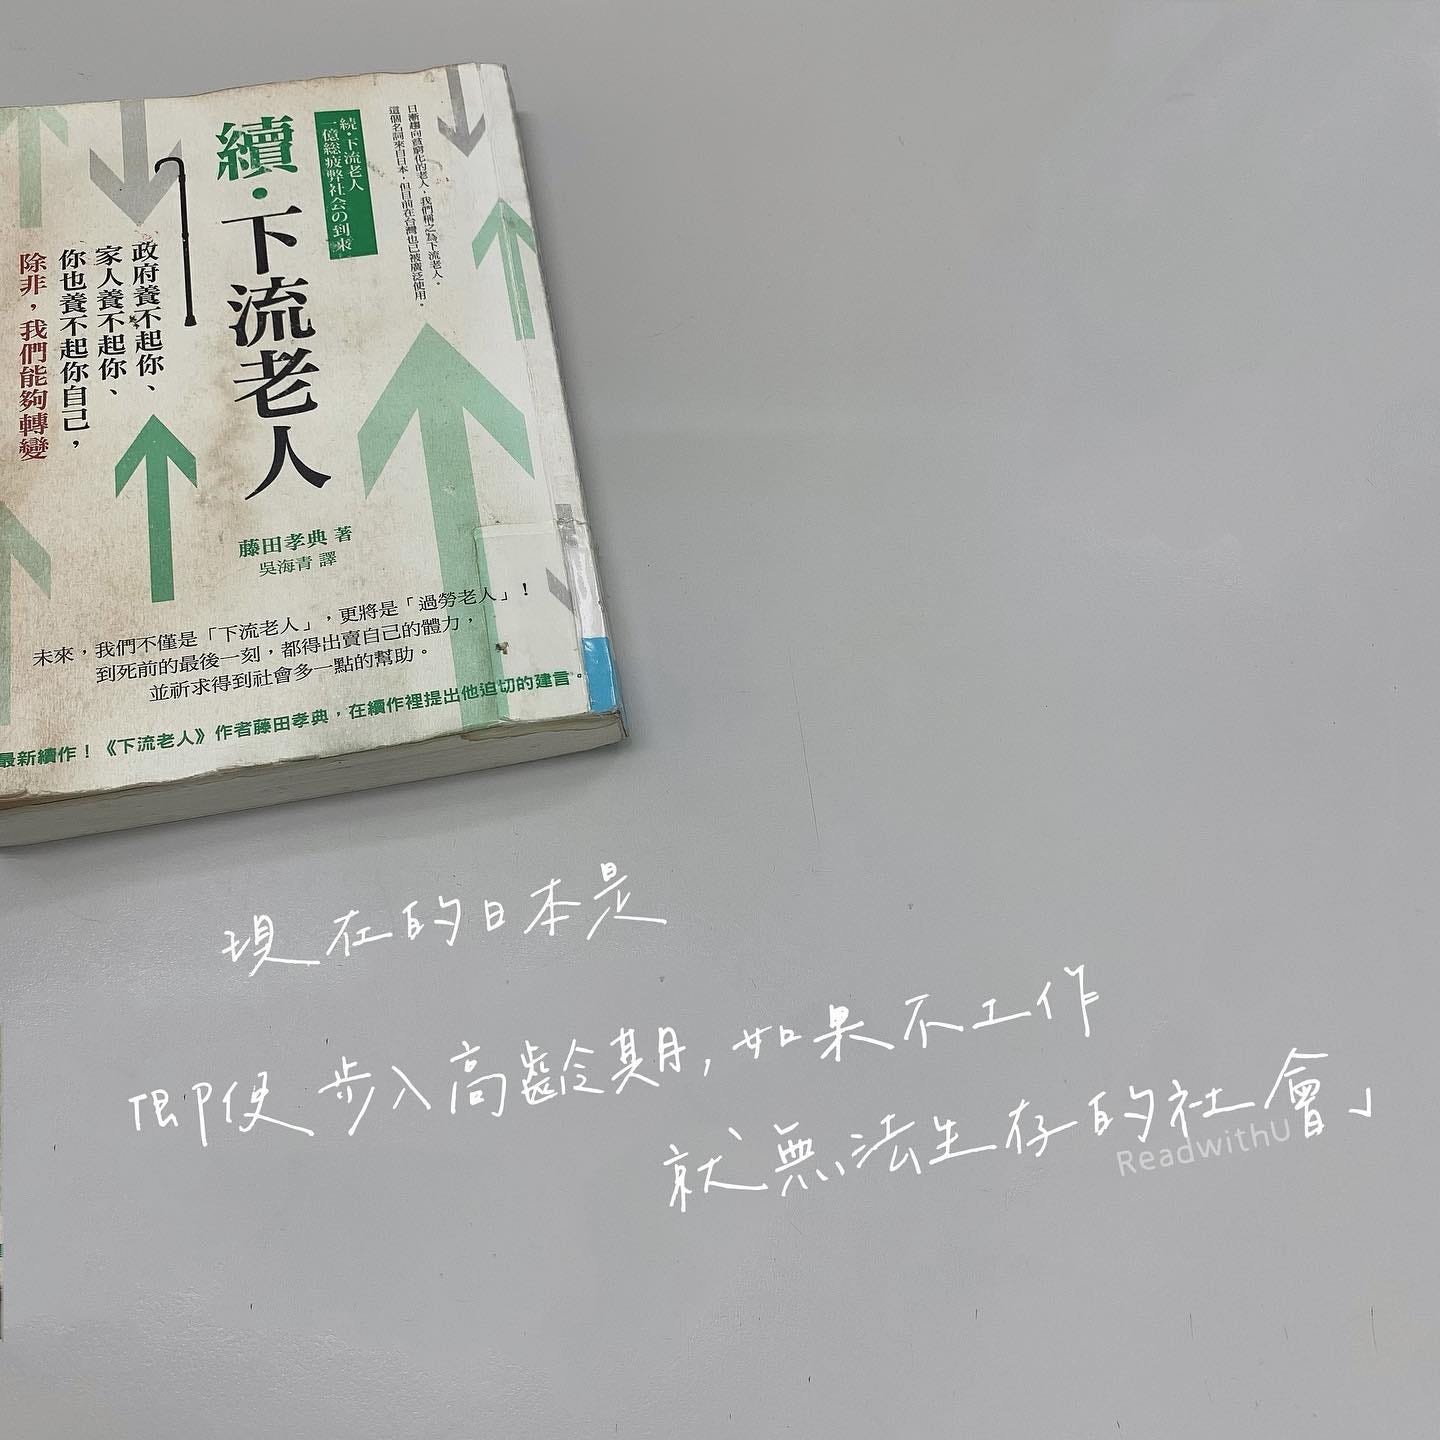 日漸趨向貧窮化的老人，我們稱之為下流老人。
這個名詞來自日本，但目前在台灣也已被廣泛使用。
続・下流老人
一億総疲弊社会の到来
續・下流老人
政府養不起你、
家人養不起你、
你也養不起你自己，
除非，我們能夠轉變
藤田孝典 著
吳海青 譯
未來，我們不僅是「下流老人」，更將是「過勞老人」！
到死前的最後一刻，都得出賣自己的體力，
並祈求得到社會多一點的幫助。
最新續作！《下流老人》作者藤田孝典，在續作裡提出他迫切的建言。
現在的日本是
「即便步入高齡期，如果不工作
就無法生存的社會」
ReadwithU